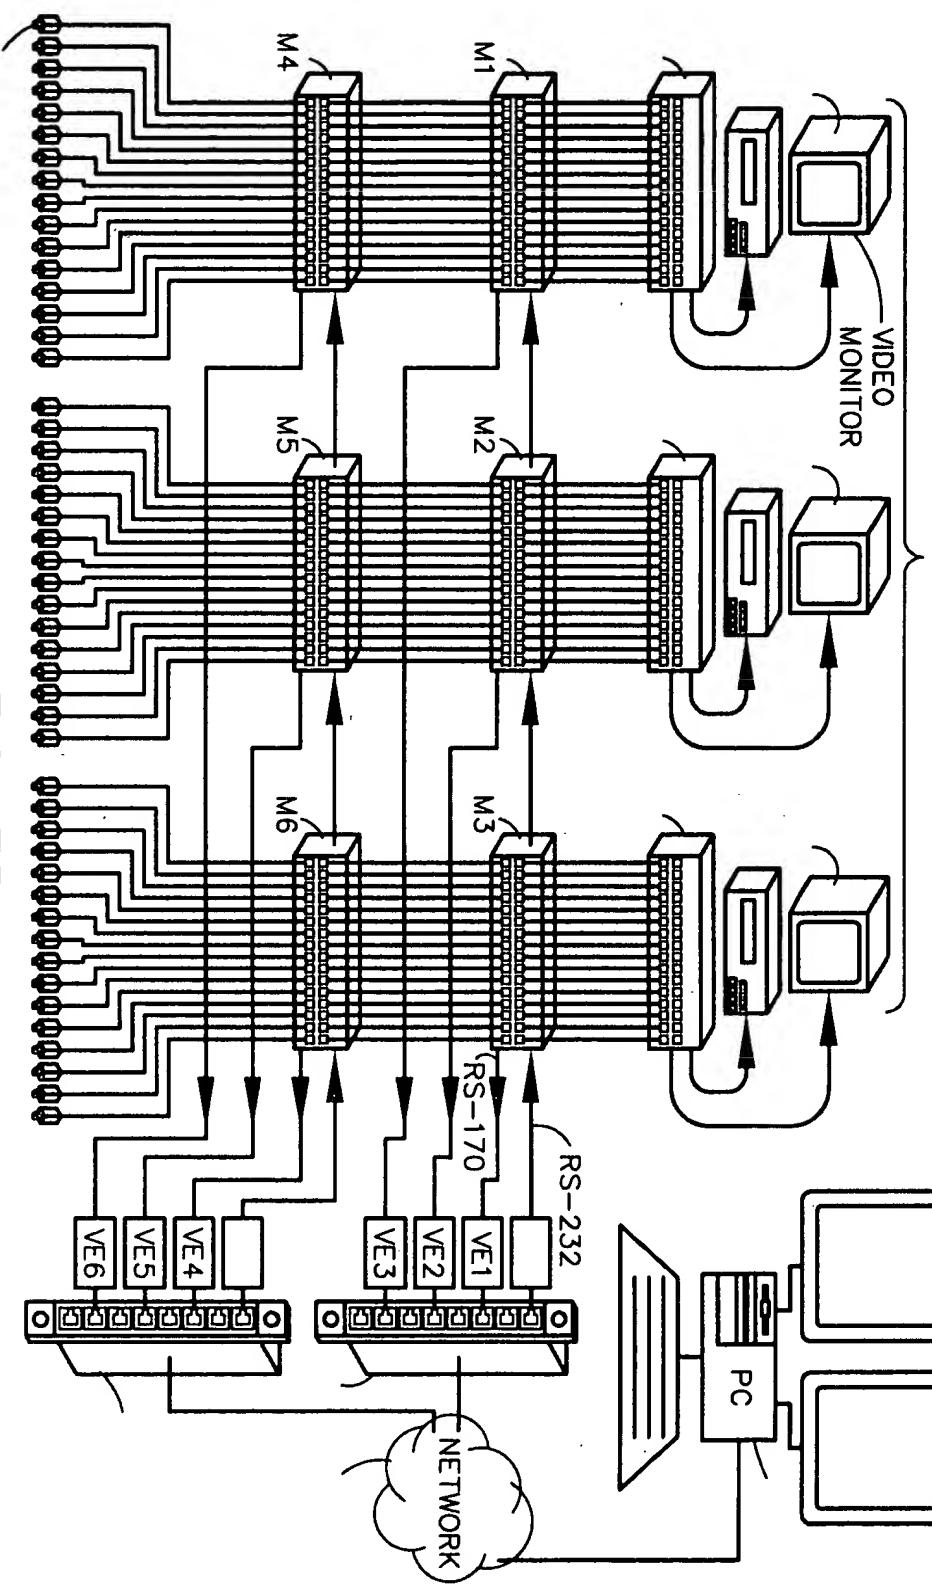 VIDEO
MONITOR
M1
M2
M3
M4
M5
M6
RS-170
RS-232
VE1
VE2
VE3
VE4
VE5
VE6
PC
NETWORK